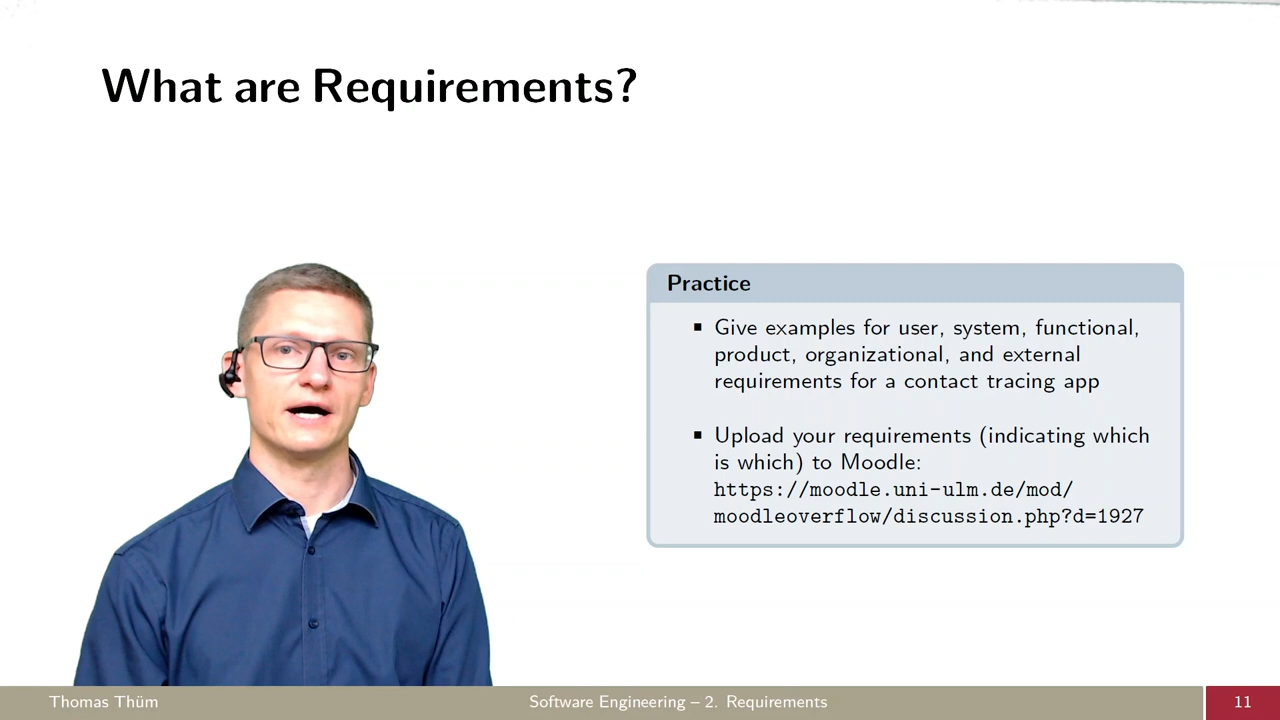 What are Requirements?
Practice
▪ Give examples for user, system, functional,
product, organizational, and external
requirements for a contact tracing app
▪ Upload your requirements (indicating which
is which) to Moodle:
https://moodle.uni-ulm.de/mod/
moodleoverflow/discussion.php?d=1927
Thomas Thüm
Software Engineering – 2. Requirements
11